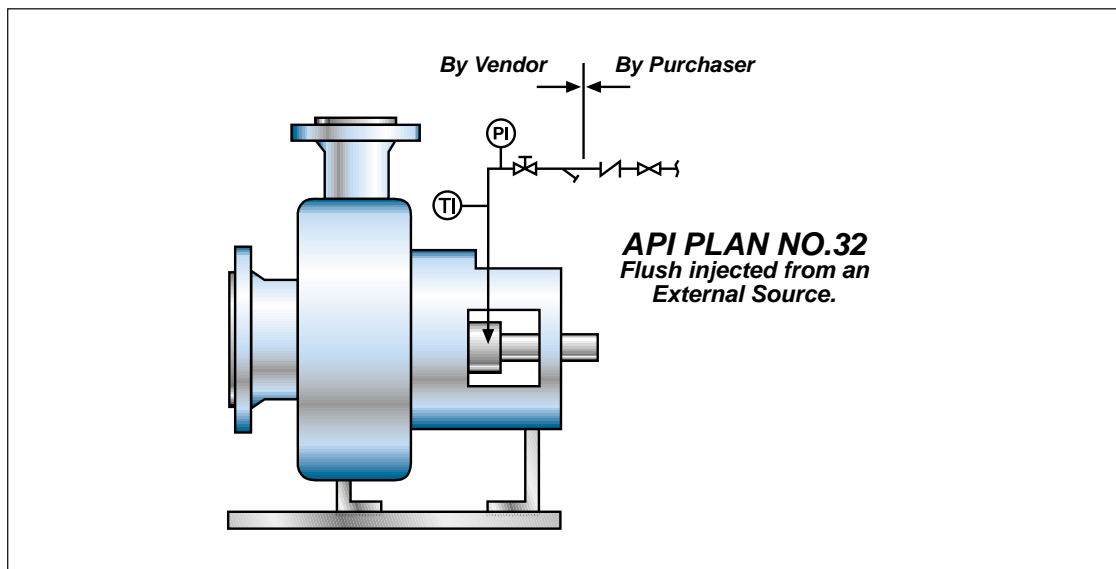 By Vendor By Purchaser
PI
TI
API PLAN NO.32
Flush injected from an
External Source.